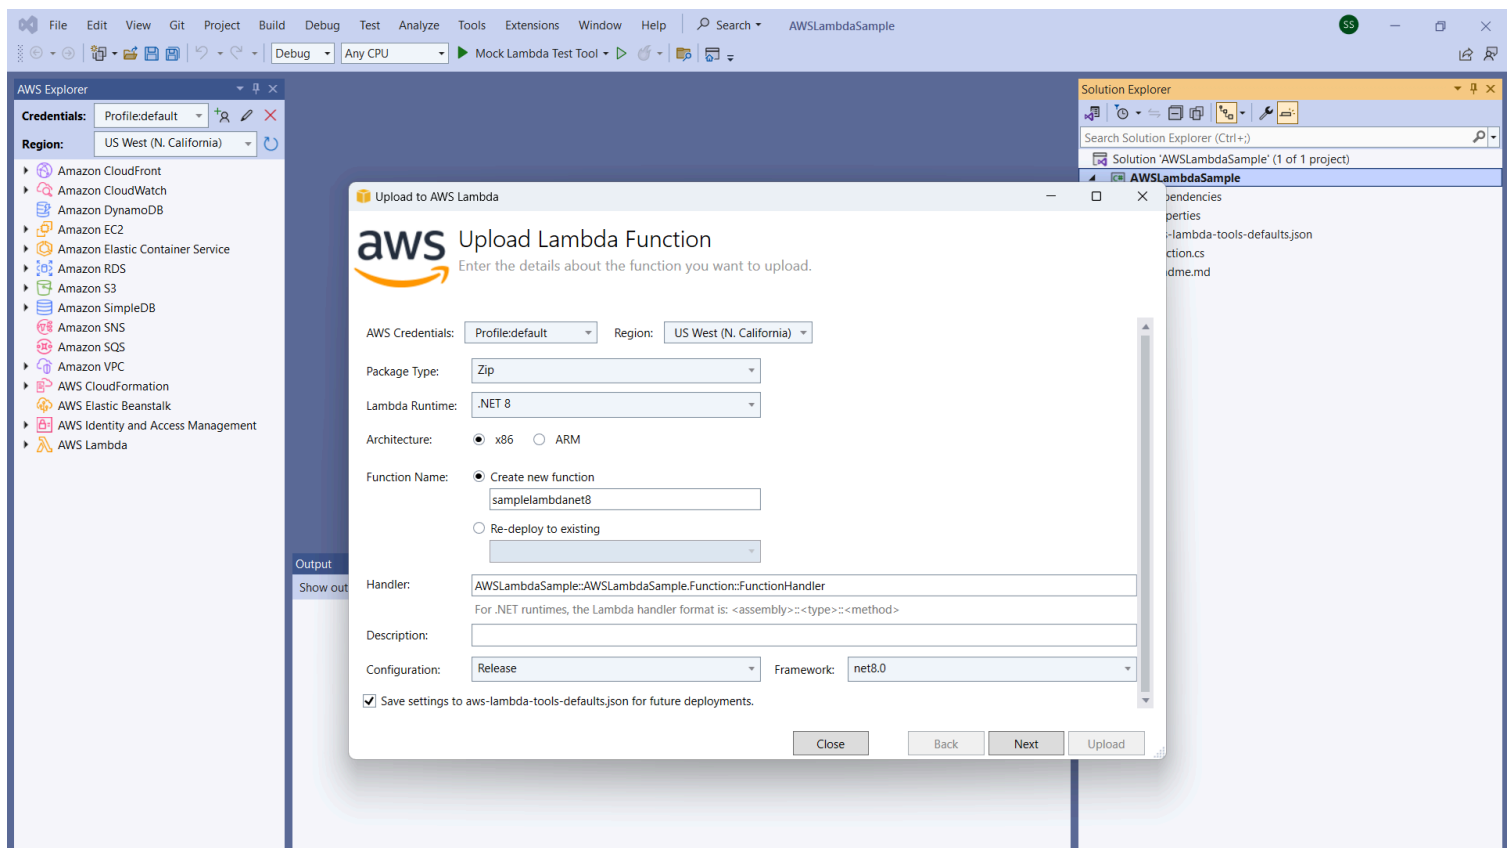 File Edit View Git Project Build Debug Test Analyze Tools Extensions Window Help Search AWSLambdaSample SS
Debug Any CPU Mock Lambda Test Tool
AWS Explorer
Credentials: Profile:default
Region: US West (N. California)
Amazon CloudFront
Amazon CloudWatch
Amazon DynamoDB
Amazon EC2
Amazon Elastic Container Service
Amazon RDS
Amazon S3
Amazon SimpleDB
Amazon SNS
Amazon SQS
Amazon VPC
AWS CloudFormation
AWS Elastic Beanstalk
AWS Identity and Access Management
AWS Lambda
Output
Show out
Upload to AWS Lambda
aws
Upload Lambda Function
Enter the details about the function you want to upload.
AWS Credentials: Profile:default Region: US West (N. California)
Package Type: Zip
Lambda Runtime: .NET 8
Architecture: x86 ARM
Function Name: Create new function
samplelambdanet8
Re-deploy to existing
Handler: AWSLambdaSample::AWSLambdaSample.Function::FunctionHandler
For .NET runtimes, the Lambda handler format is: <assembly>::<type>::<method>
Description:
Configuration: Release Framework: net8.0
Save settings to aws-lambda-tools-defaults.json for future deployments.
Close Back Next Upload
Solution Explorer
Search Solution Explorer (Ctrl+;)
Solution 'AWSLambdaSample' (1 of 1 project)
C# AWSLambdaSample
pendencies
perties
s-lambda-tools-defaults.json
ction.cs
dme.md